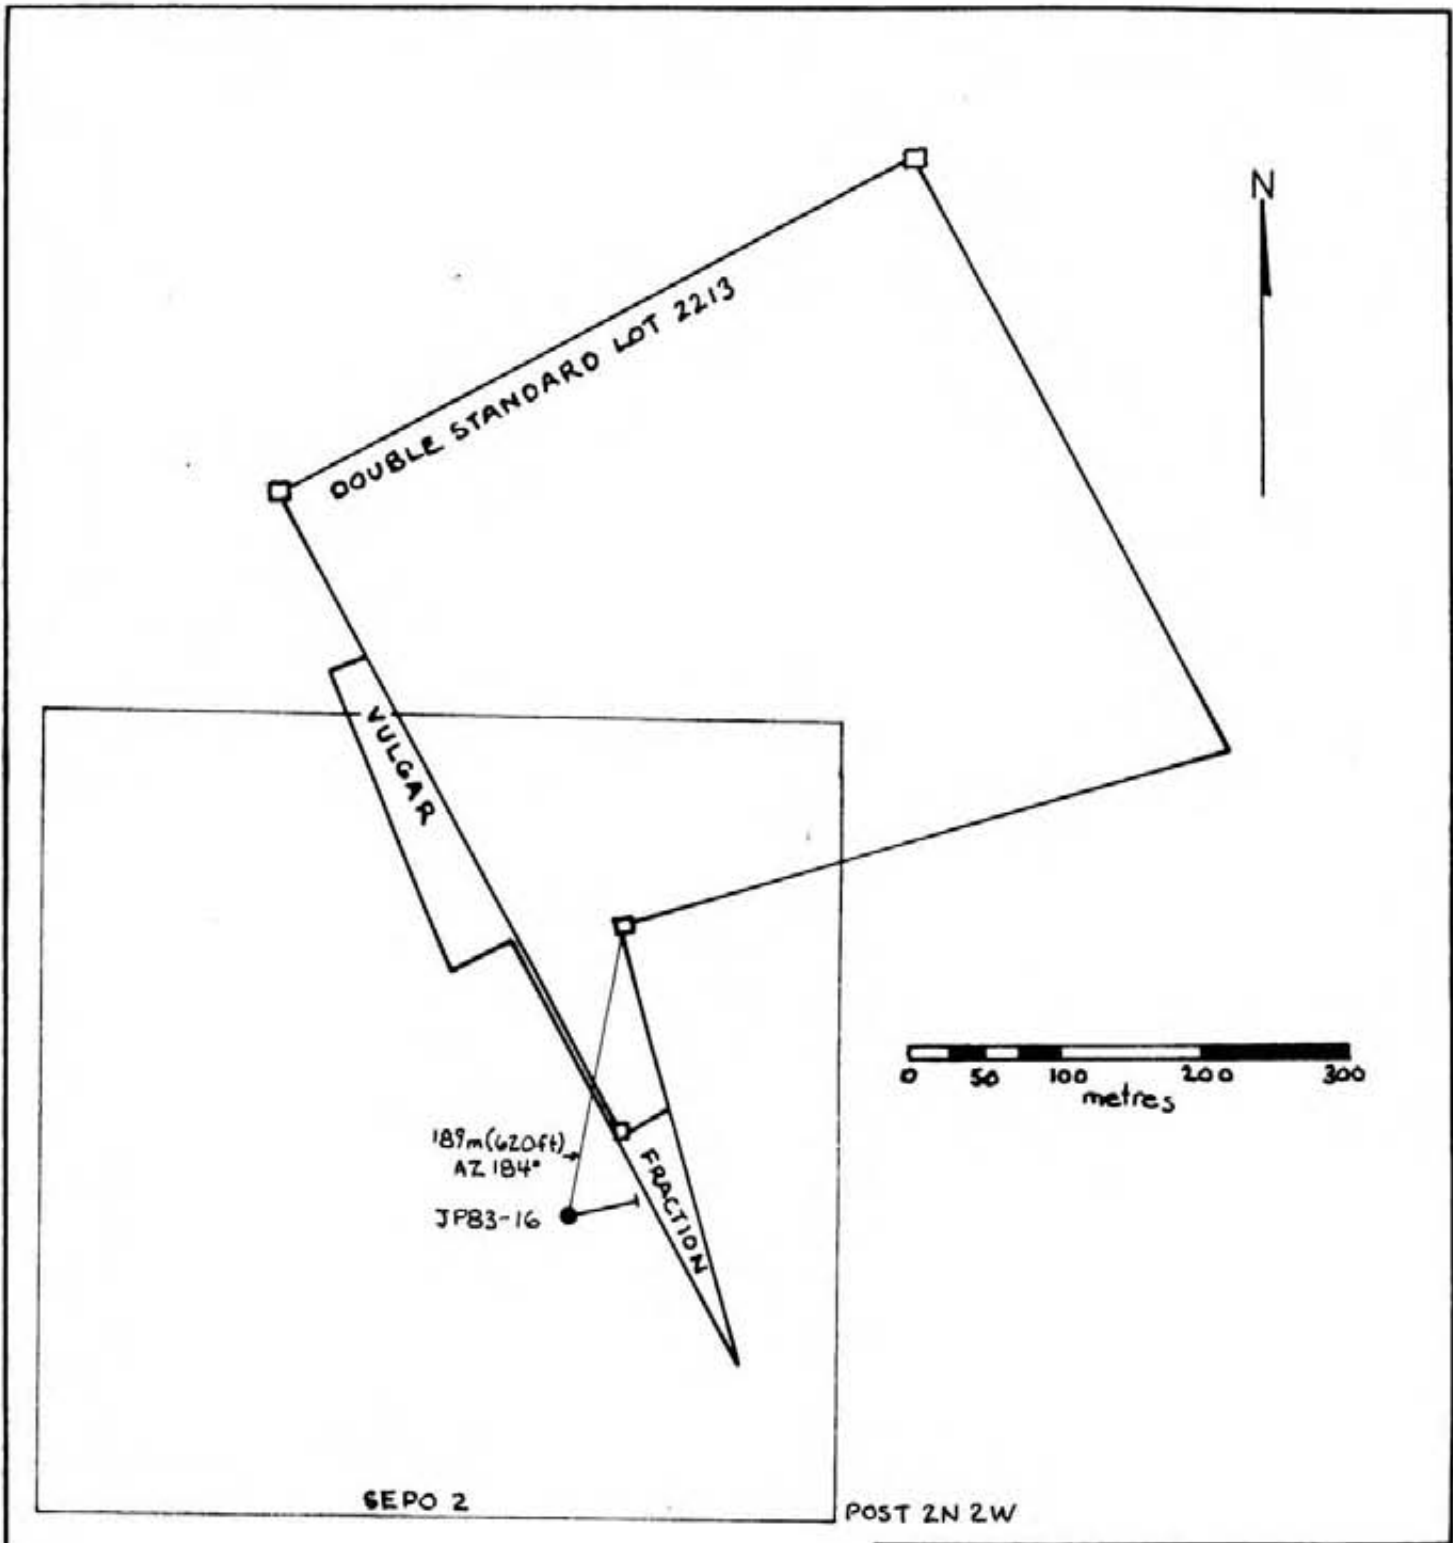 N
DOUBLE STANDARD LOT 2213
VULGAR
0 50 100 200 300
metres
189m (620ft)
AZ 184°
JP83-16
FRACTION
SEPO 2
POST 2N 2W